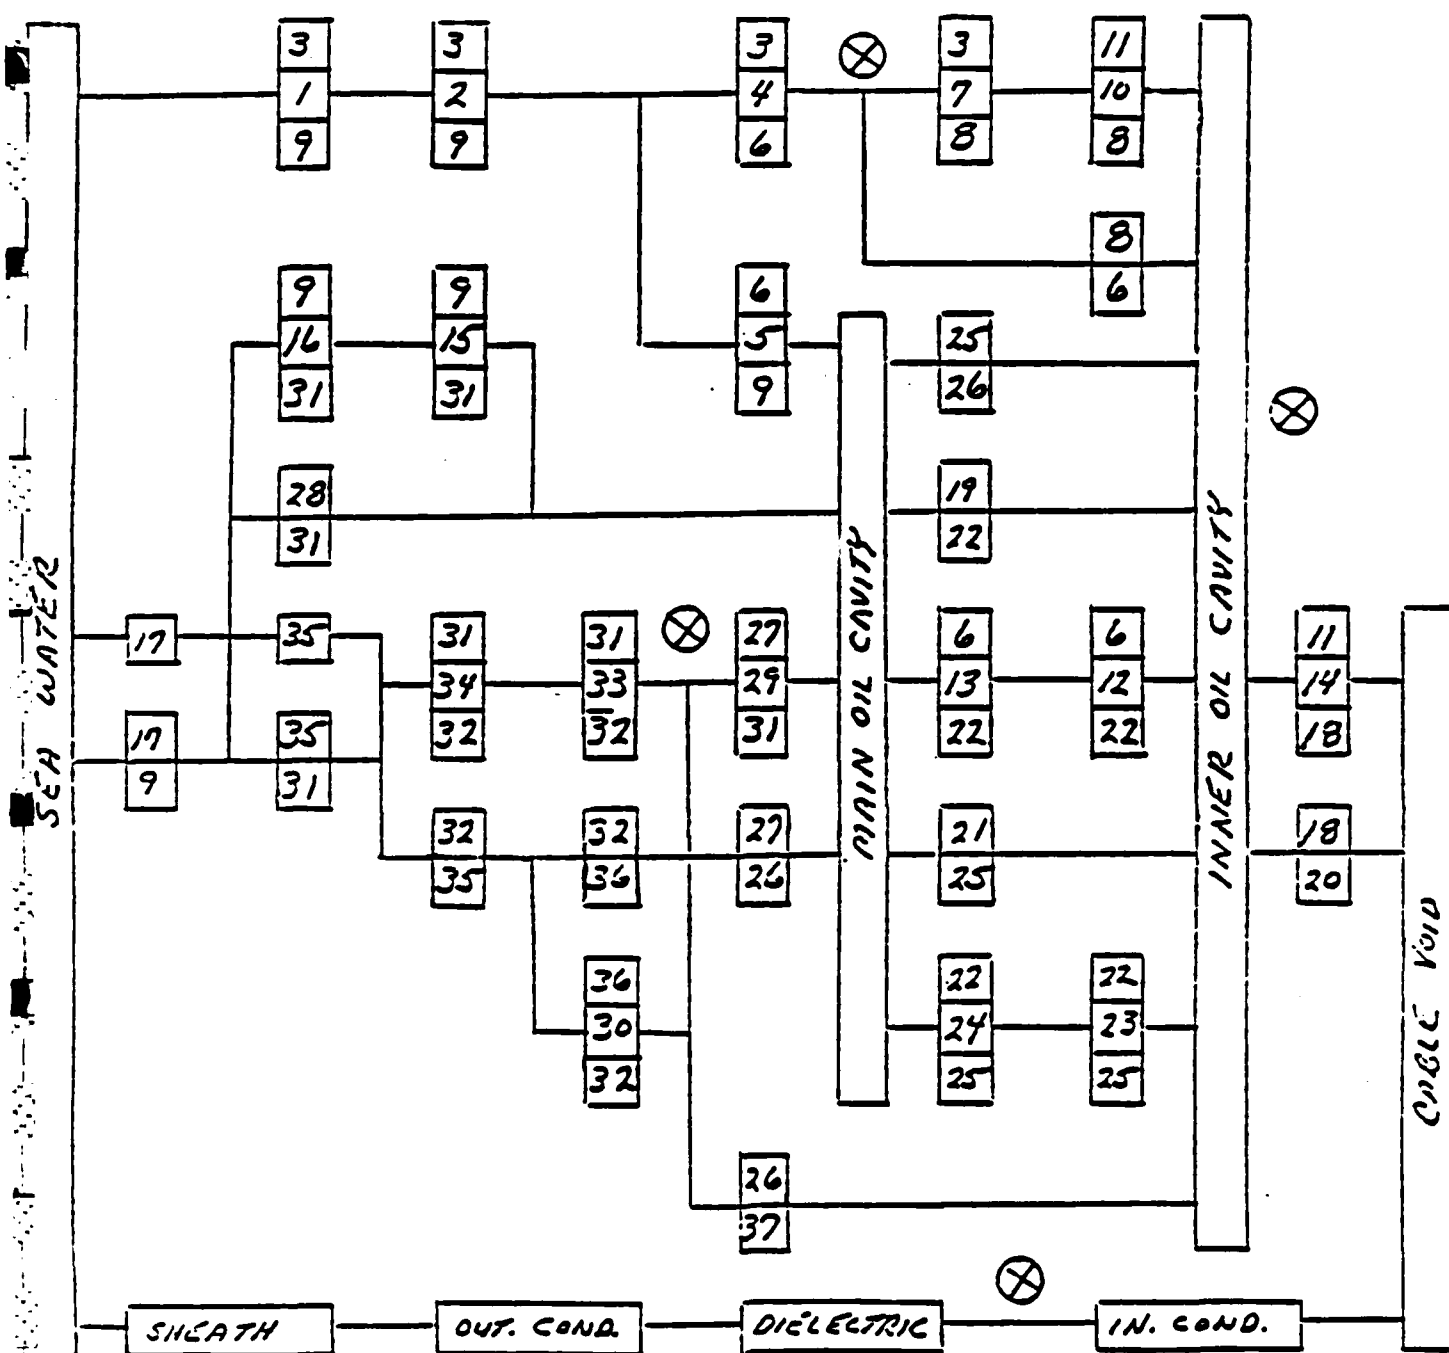 3 3 3 3 11
1 2 4 7 10
9 9 6 8 8
8
6
9 9 6 25
16 15 5 26
31 31 9
28 19
31 22
SEA WATER
MAIN OIL CAVITY
INNER OIL CAVITY
CABLE VOID
17 35 31 31 27 6 6 11
34 33 29 13 12 14
32 32 31 22 22 18
17 35
9 31
32 32 27 21 18
35 36 26 25 20
36 22 22
30 24 23
32 25 25
26
37
SHEATH OUT. COND. DIELECTRIC IN. COND.